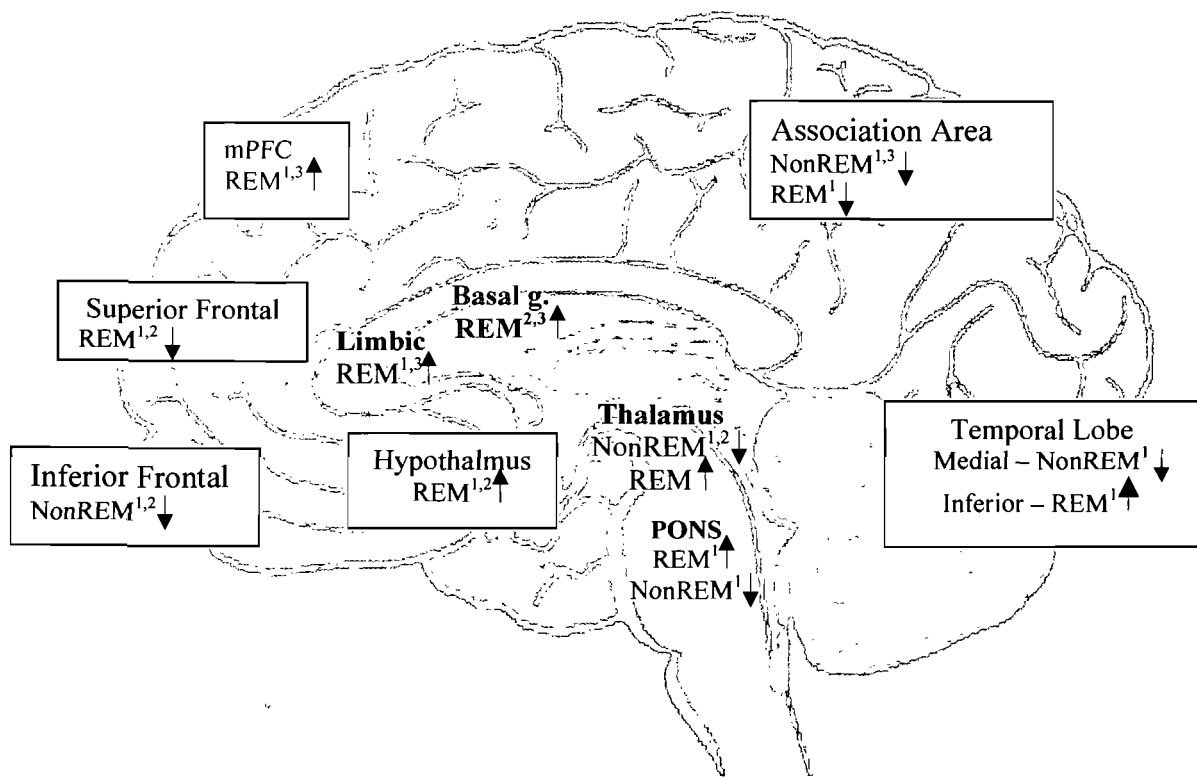 mPFC
REM1,3↑
Association Area
NonREM1,3↓
REM1↓
Superior Frontal
REM1,2↓
Basal g.
REM2,3↑
Limbic
REM1,3↑
Inferior Frontal
NonREM1,2↓
Hypothalmus
REM1,2↑
Thalamus
NonREM1,2↓
REM↑
PONS
REM1↑
NonREM1↓
Temporal Lobe
Medial – NonREM1↓
Inferior – REM1↑